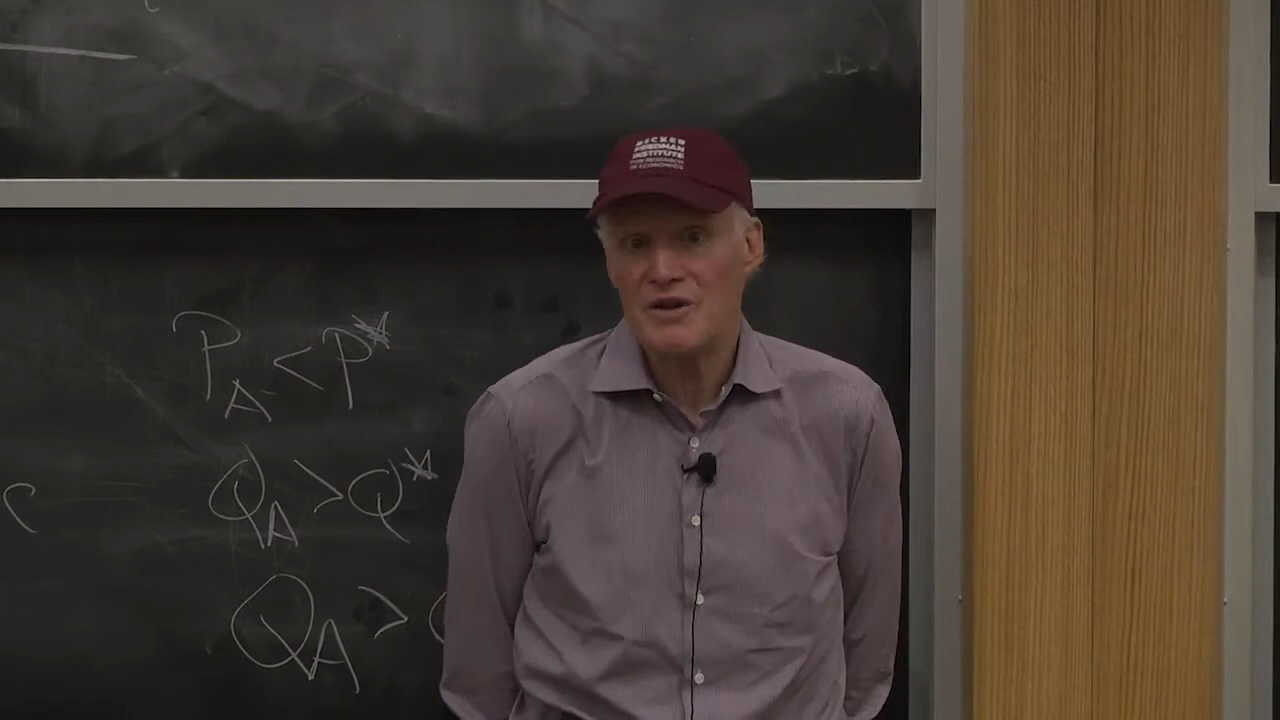 BECKER
FRIEDMAN
INSTITUTE
FOR RESEARCH
IN ECONOMICS
P_A < P*
Q_A > Q*
c
Q_A >